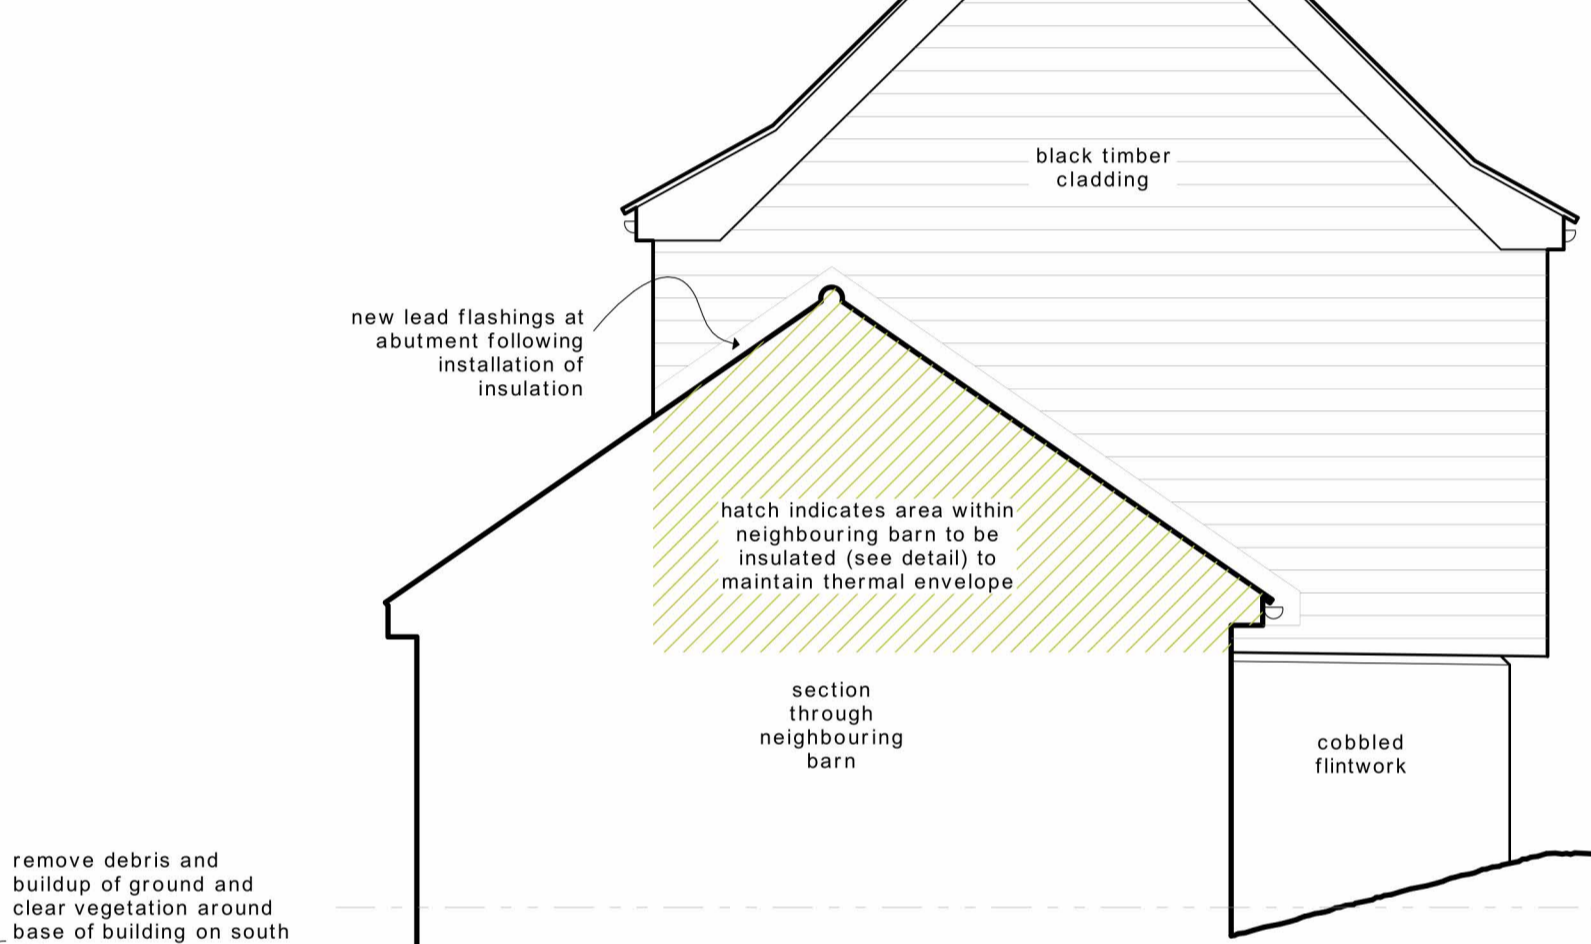 black timber
cladding
new lead flashings at
abutment following
installation of
insulation
hatch indicates area within
neighbouring barn to be
insulated (see detail) to
maintain thermal envelope
section
through
neighbouring
barn
cobbled
flintwork
remove debris and
buildup of ground and
clear vegetation around
base of building on south